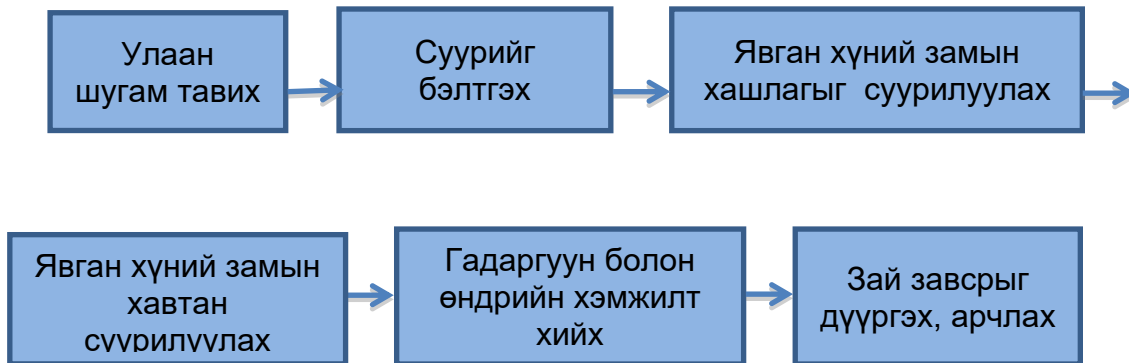 Улаан
шугам тавих
Суурийг
бэлтгэх
Явган хүний замын
хашлагыг  суурилуулах
Явган хүний замын
хавтан
суурилуулах
Гадаргуун болон
өндрийн хэмжилт
хийх
Зай завсрыг
дүүргэх, арчлах